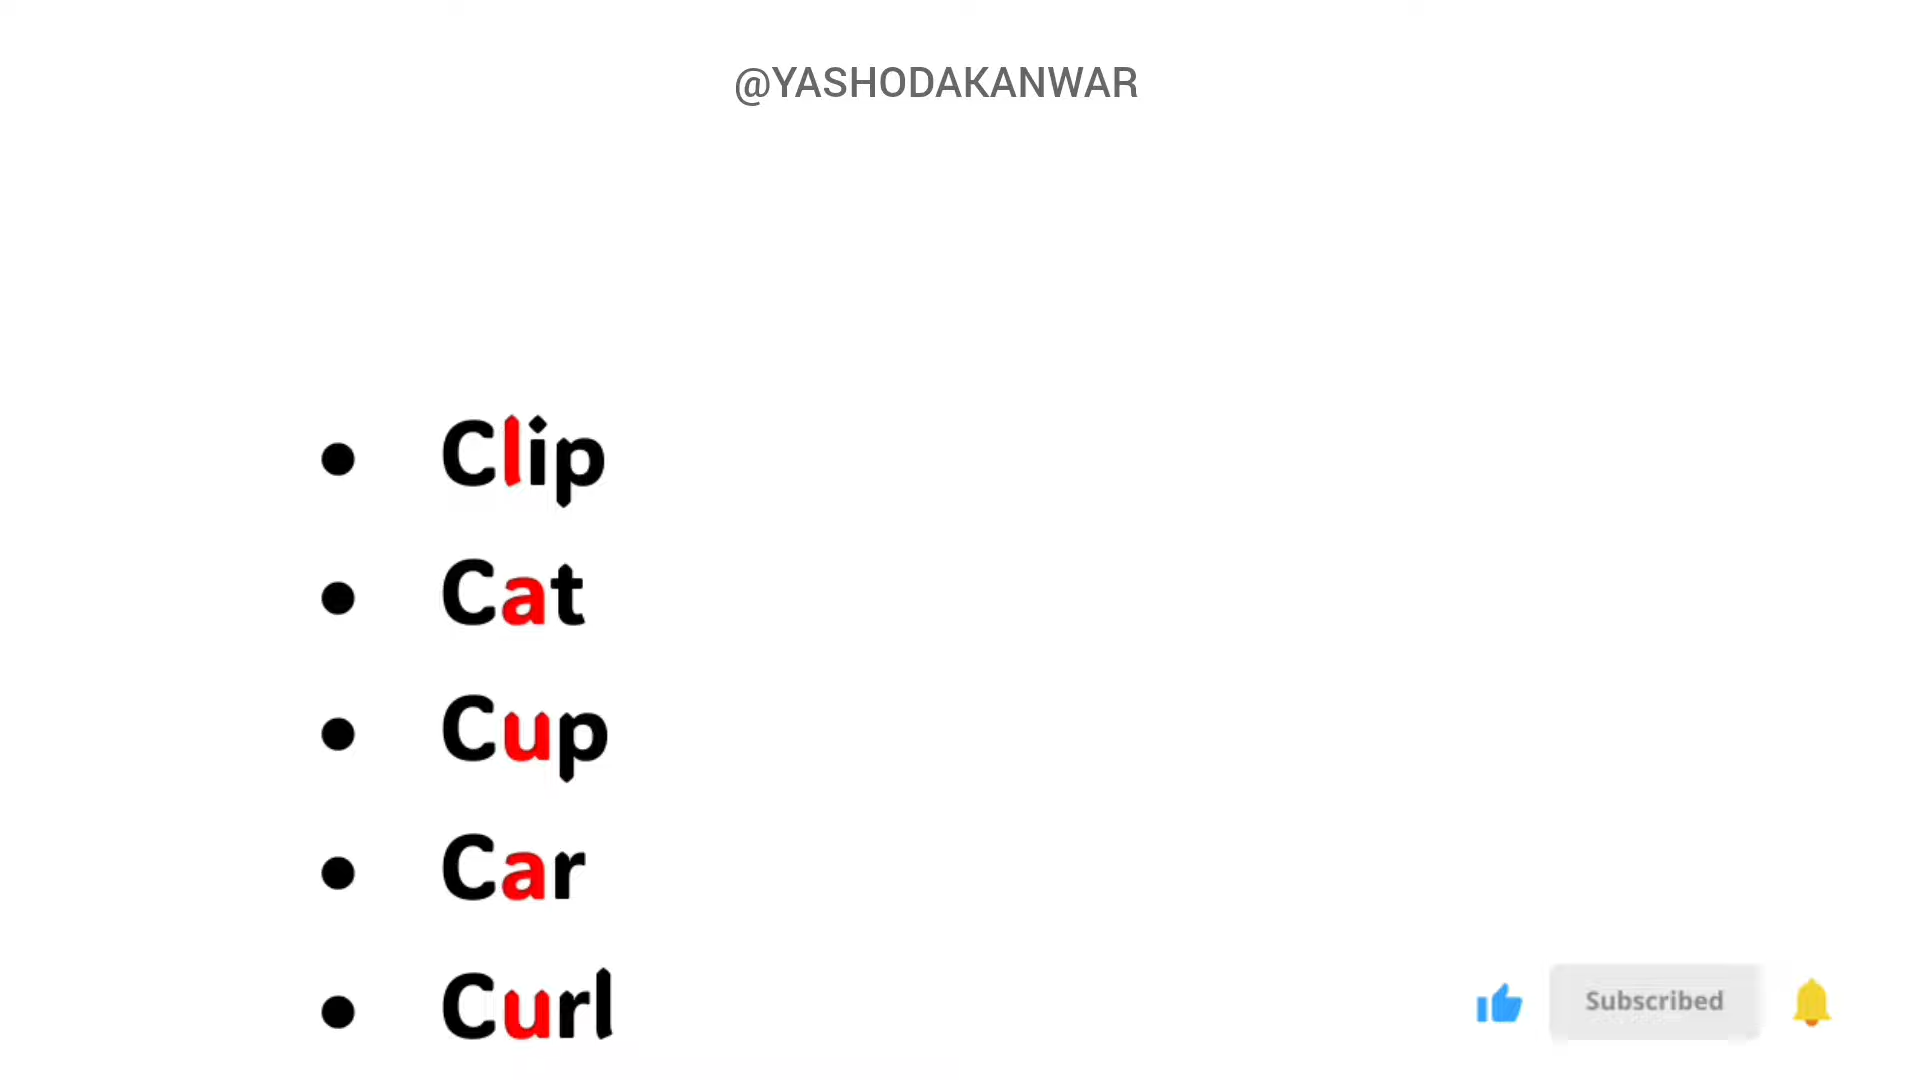 @YASHODAKANWAR
• Clip
• Cat
• Cup
• Car
• Curl
Subscribed